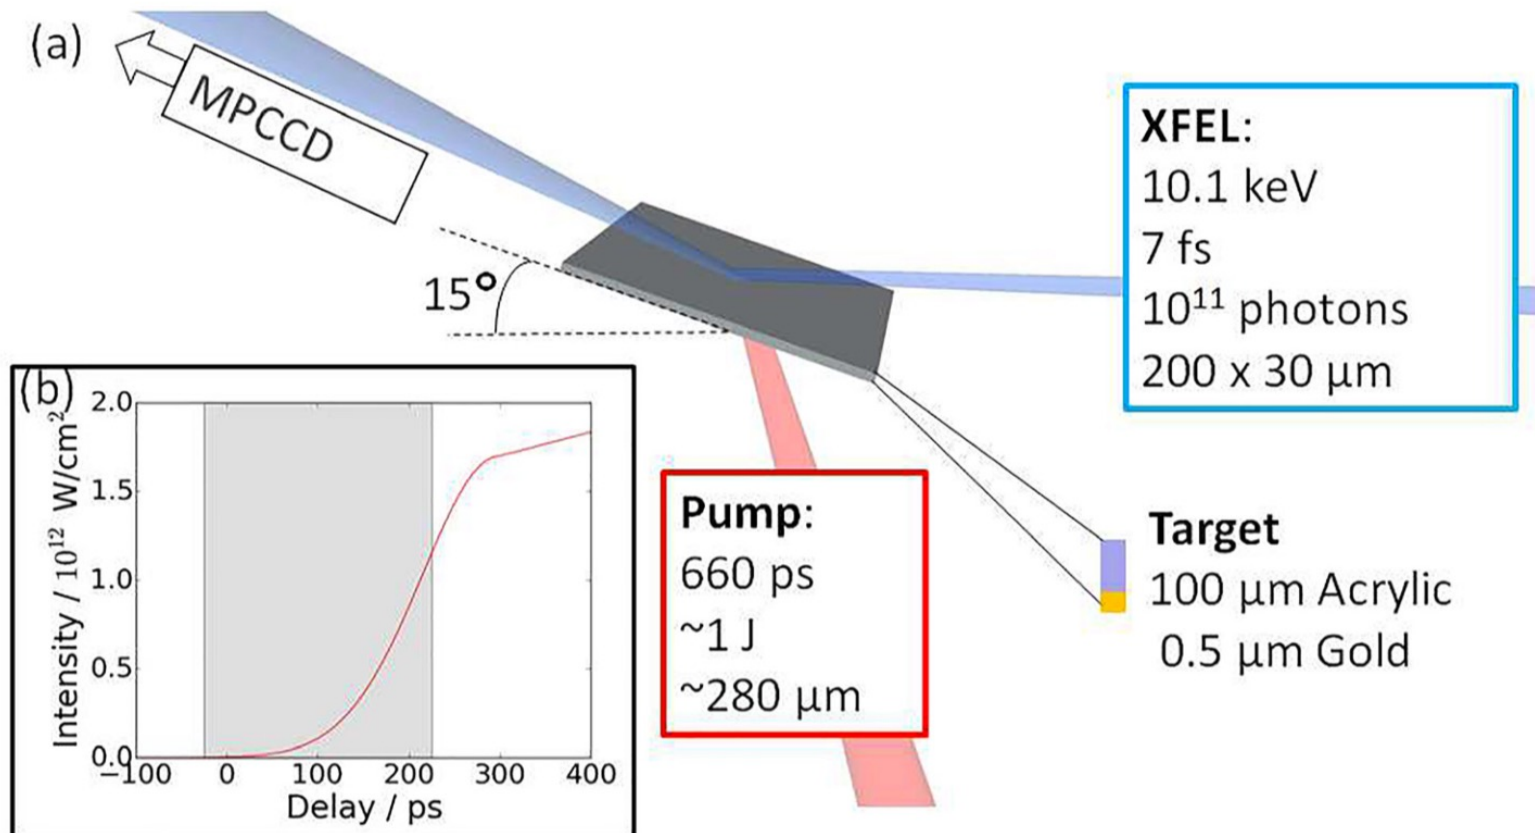 (a)
MPCCD
15°
XFEL:
10.1 keV
7 fs
10¹¹ photons
200 x 30 μm
Pump:
660 ps
~1 J
~280 μm
Target
100 μm Acrylic
0.5 μm Gold
(b)
Intensity / 10¹² W/cm²
2.0
1.5
1.0
0.5
0.0
−100 0 100 200 300 400
Delay / ps